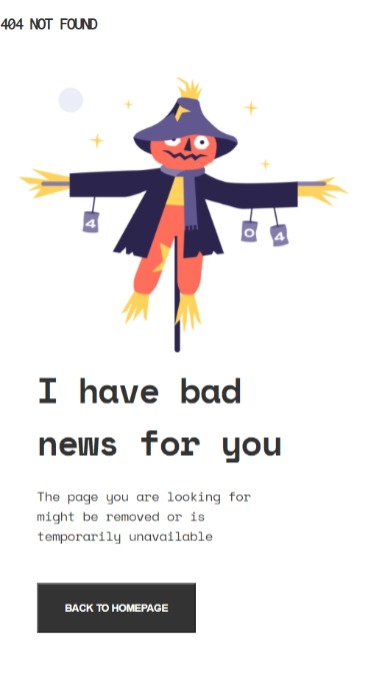 404 NOT FOUND
4
0
4
I have bad
news for you
The page you are looking for
might be removed or is
temporarily unavailable
BACK TO HOMEPAGE